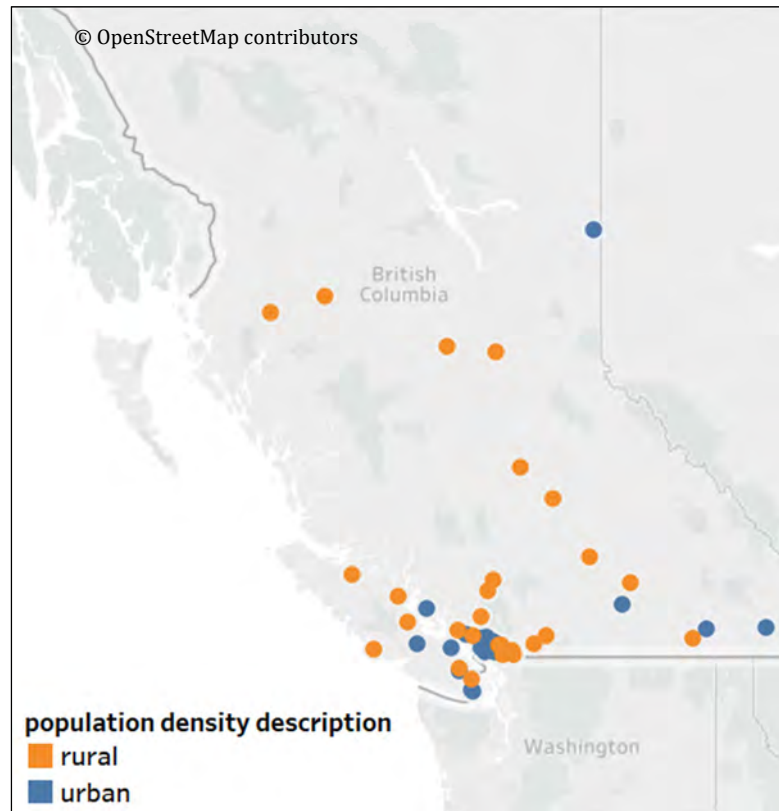 © OpenStreetMap contributors
British
Columbia
population density description
rural
urban
Washington